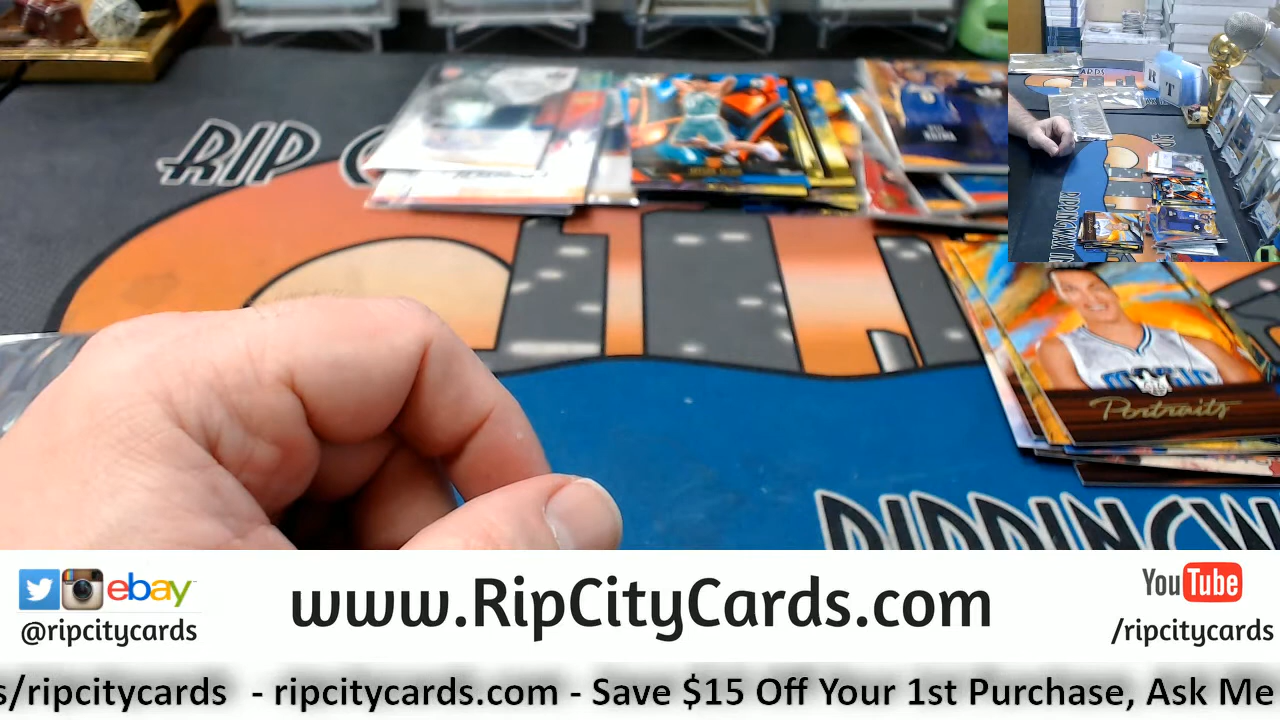 RIP C
Portraits
RIPPINGW
ebay
@ripcitycards
www.RipCityCards.com
YouTube
/ripcitycards
s/ripcitycards - ripcitycards.com - Save $15 Off Your 1st Purchase, Ask Me